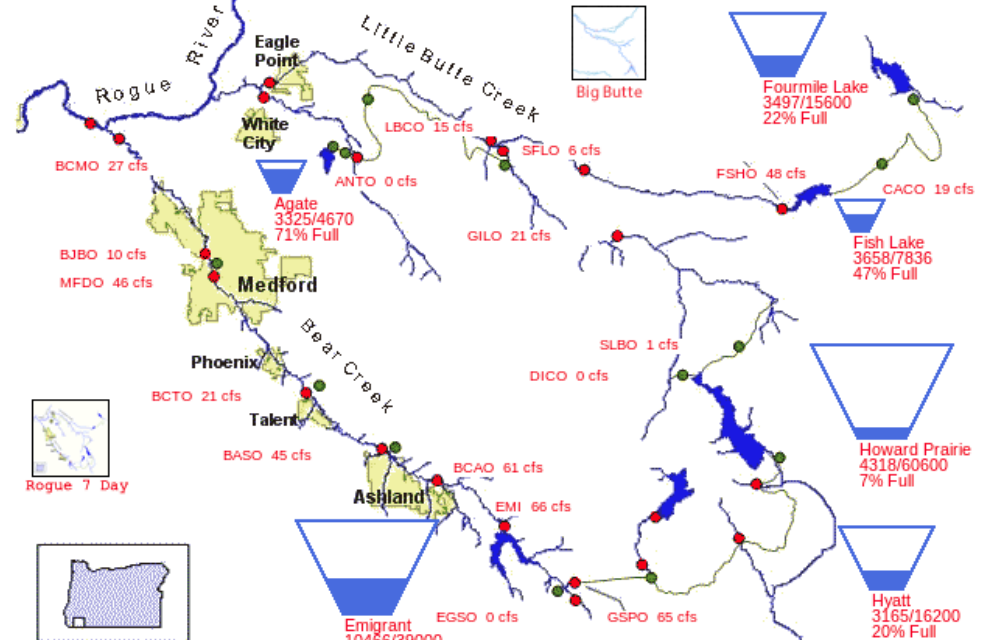 Rogue River
Little Butte Creek
Eagle
Point
White
City
Big Butte
Fourmile Lake
3497/15600
22% Full
LBCO 15 cfs
SFLO 6 cfs
BCMO 27 cfs
ANTO 0 cfs
FSHO 48 cfs
CACO 19 cfs
Agate
3325/4670
71% Full
GILO 21 cfs
Fish Lake
3658/7836
47% Full
BJBO 10 cfs
MFDO 46 cfs
Medford
Bear Creek
SLBO 1 cfs
Phoenix
DICO 0 cfs
BCTO 21 cfs
Talent
BASO 45 cfs
Howard Prairie
4318/60600
7% Full
BCAO 61 cfs
Rogue 7 Day
Ashland
EMI 66 cfs
EGSO 0 cfs
GSPO 65 cfs
Hyatt
3165/16200
20% Full
Emigrant
10466/39000